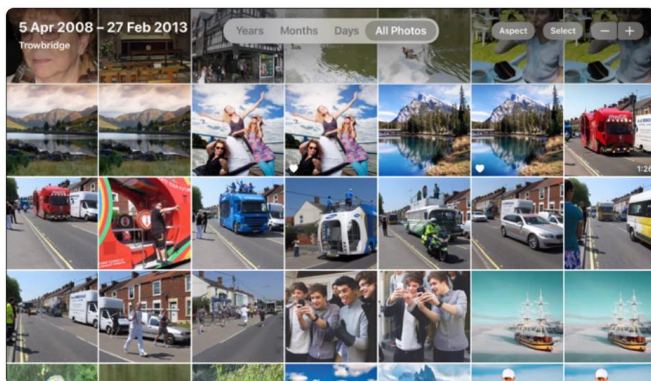 5 Apr 2008 – 27 Feb 2013
Trowbridge
Years Months Days All Photos
Aspect Select
1:26